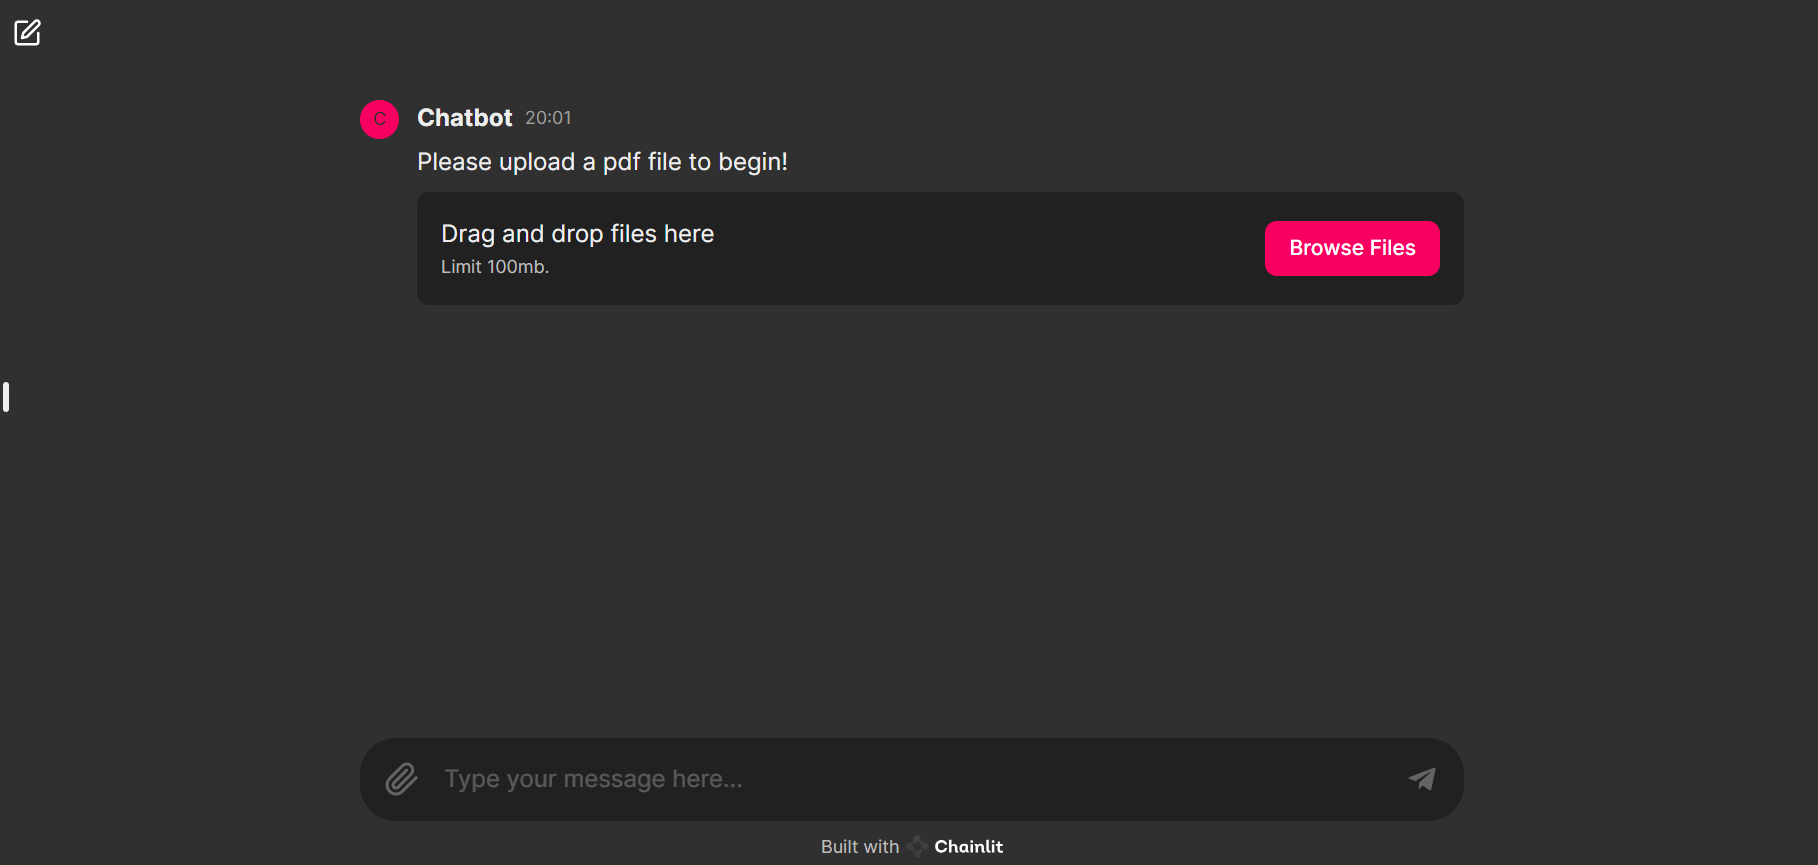 C
Chatbot 20:01
Please upload a pdf file to begin!
Drag and drop files here
Limit 100mb.
Browse Files
Type your message here...
Built with Chainlit